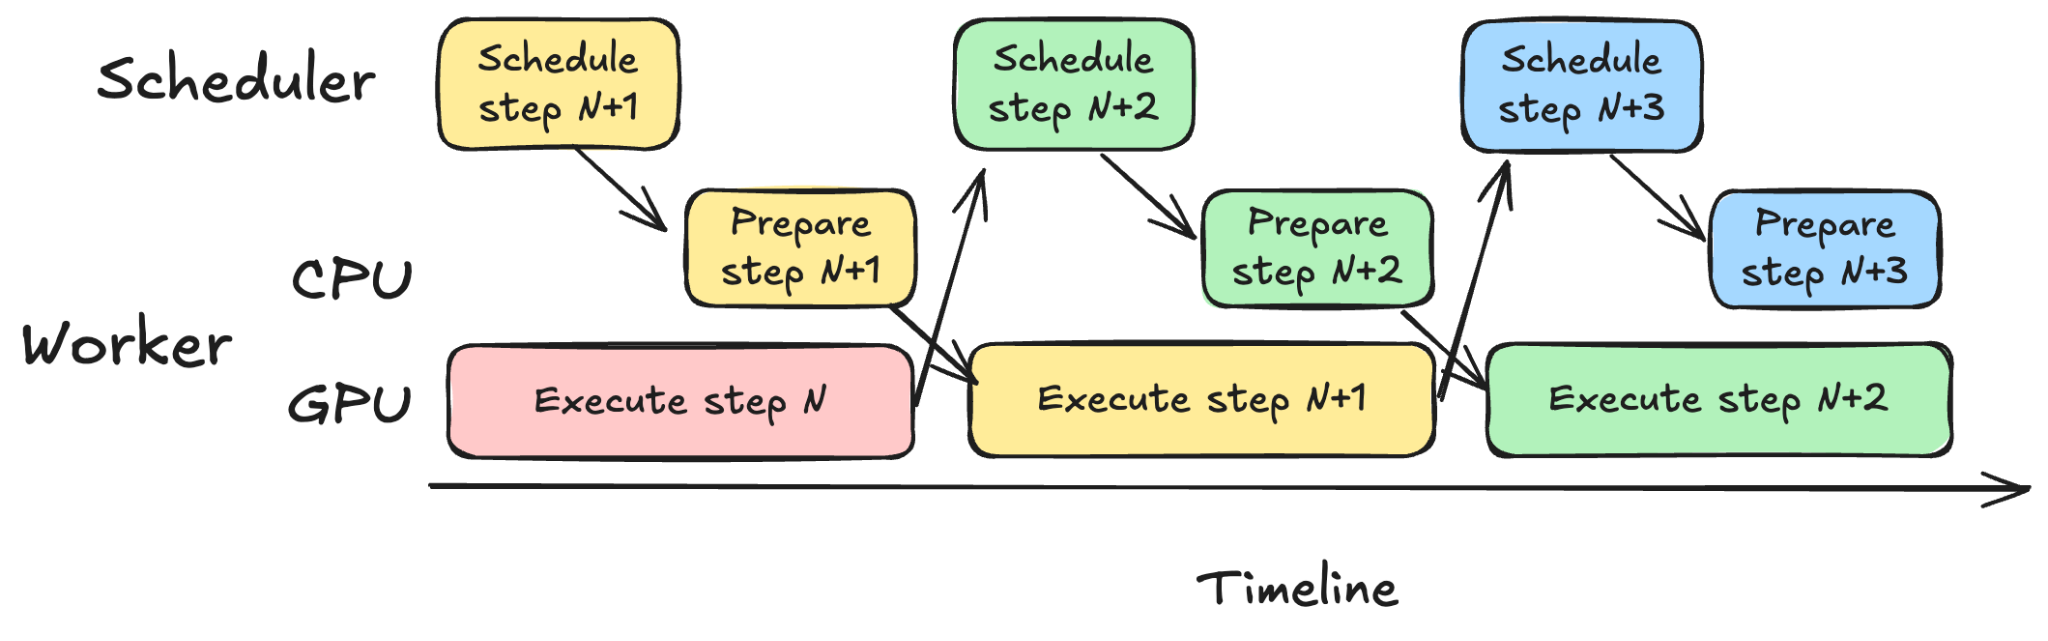 Scheduler
Schedule
step N+1
Schedule
step N+2
Schedule
step N+3
Worker
CPU
Prepare
step N+1
Prepare
step N+2
Prepare
step N+3
GPU
Execute step N
Execute step N+1
Execute step N+2
Timeline